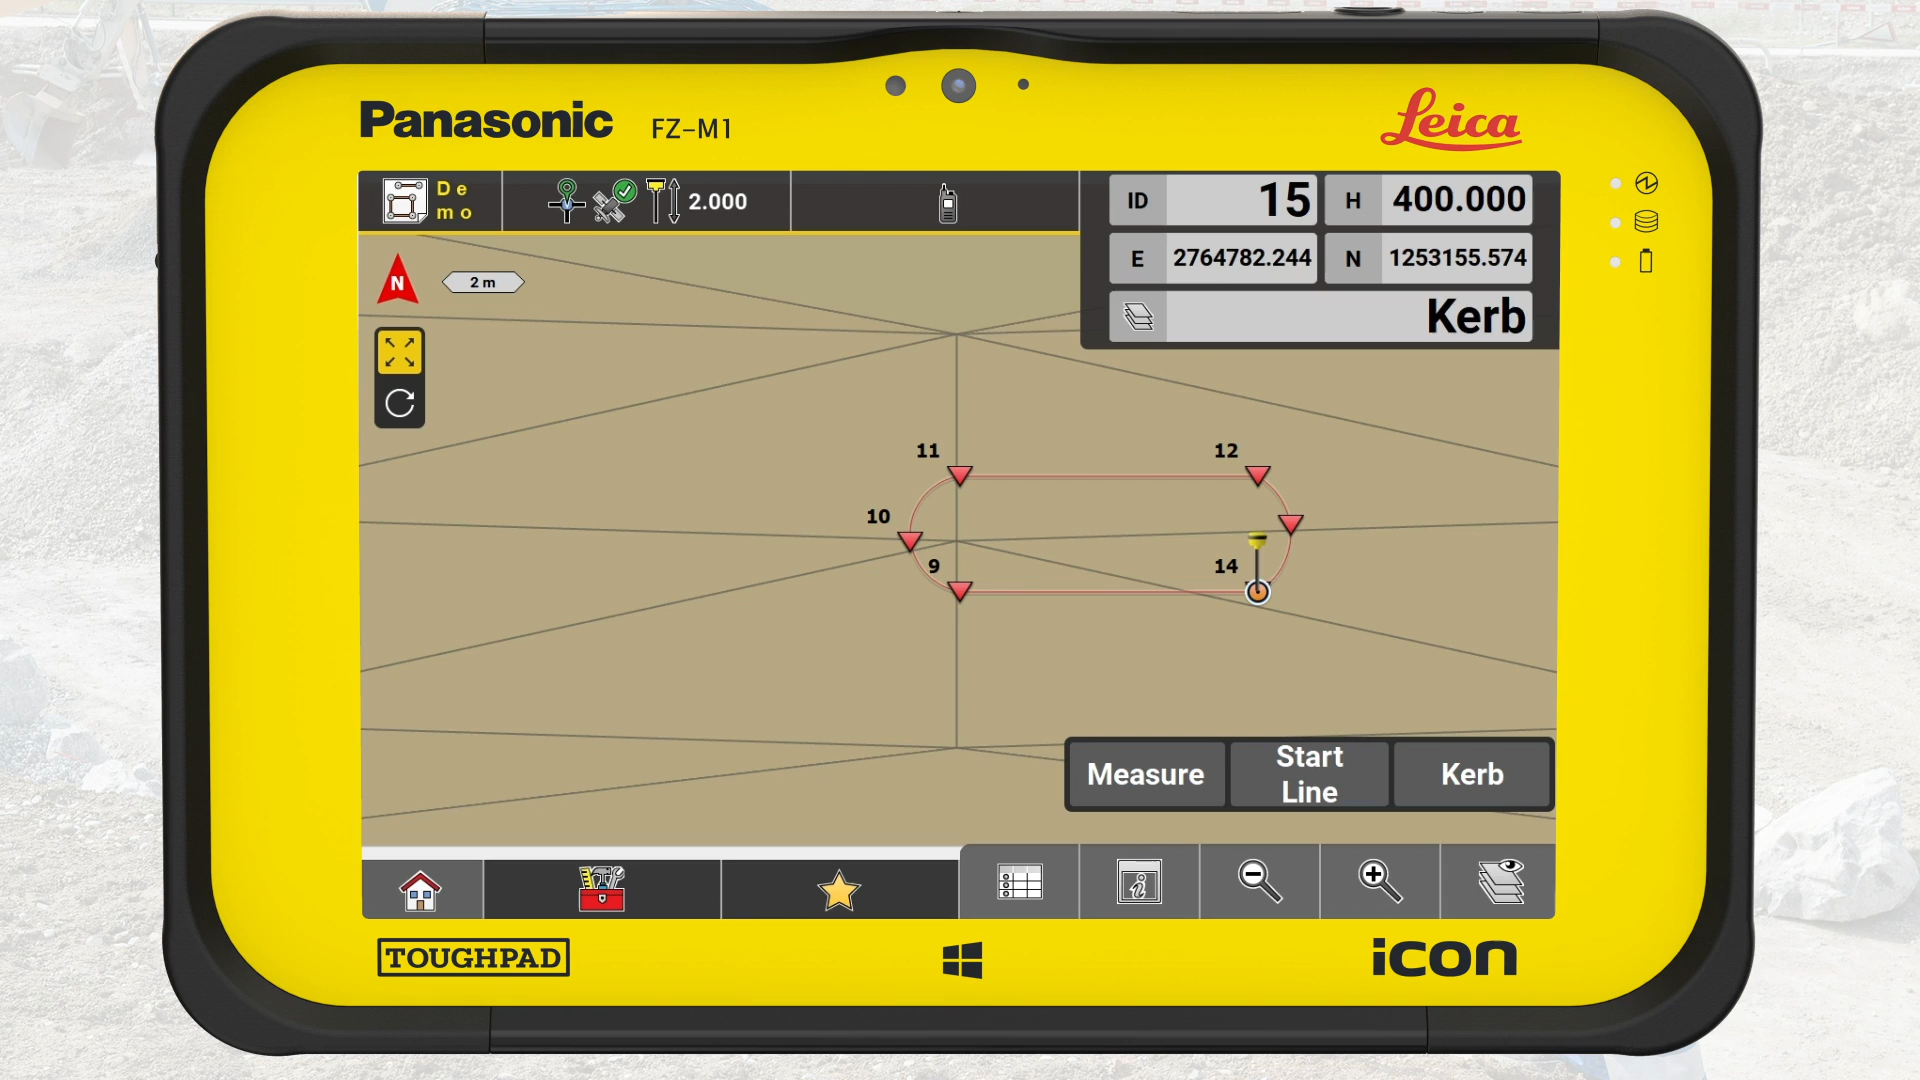 Panasonic FZ-M1
Leica
De
mo
2.000
ID 15 H 400.000
E 2764782.244 N 1253155.574
Kerb
N
2 m
11 12
10
9 14
Measure
Start
Line
Kerb
TOUGHPAD
icon